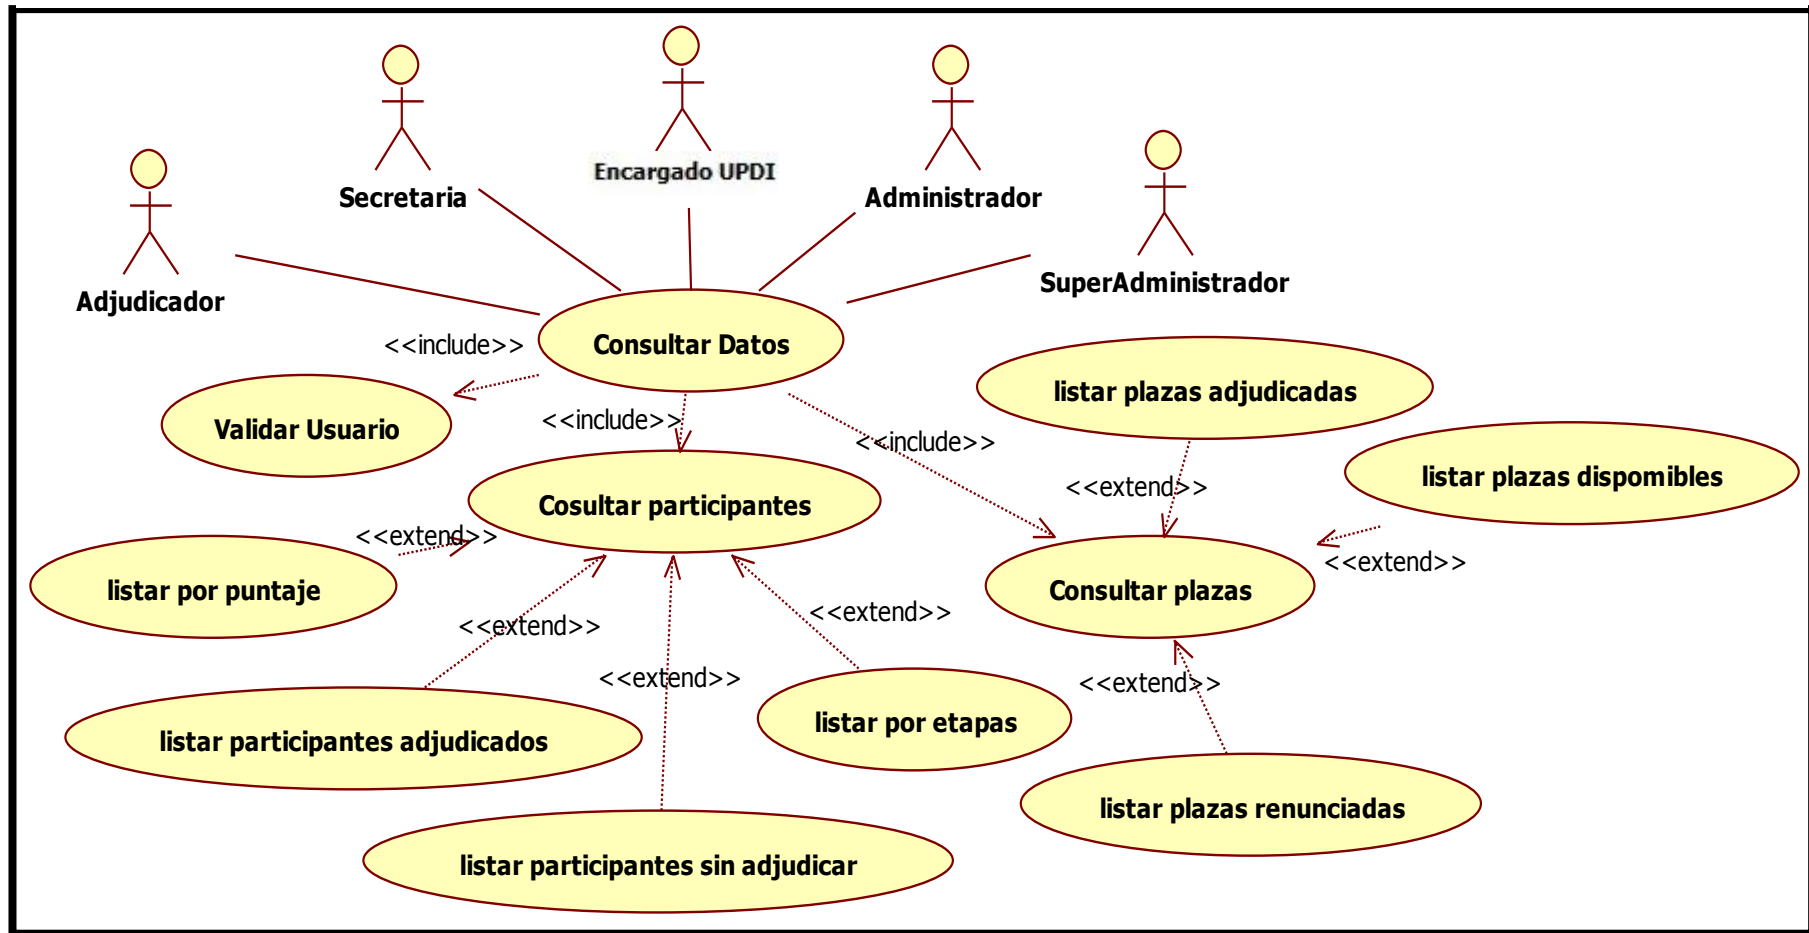 Encargado UPDI
Secretaria
Administrador
SuperAdministrador
Adjudicador
Consultar Datos
<<include>>
listar plazas adjudicadas
Validar Usuario
<<include>>
<<include>>
listar plazas dispomibles
<<extend>>
Cosultar participantes
<<extend>>
<<extend>>
listar por puntaje
Consultar plazas
<<extend>>
<<extend>>
<<extend>>
<<extend>>
<<extend>>
listar por etapas
listar participantes adjudicados
listar plazas renunciadas
listar participantes sin adjudicar